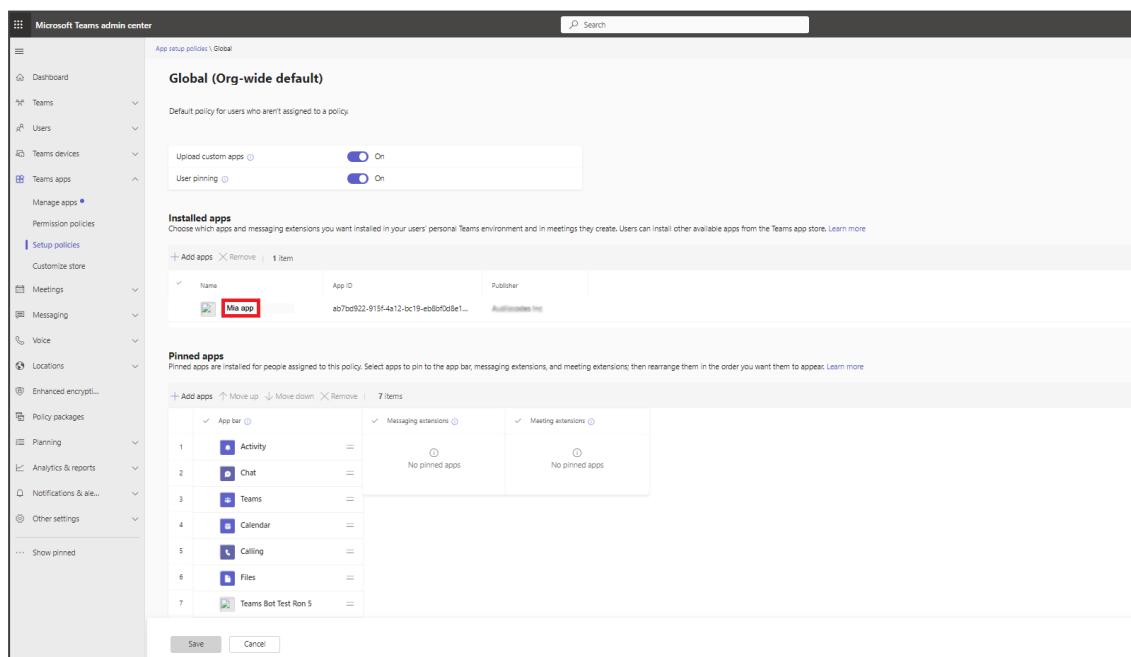 Microsoft Teams admin center
Search
App setup policies \ Global
Dashboard
Teams
Users
Teams devices
Teams apps
Manage apps
Permission policies
Setup policies
Customize store
Meetings
Messaging
Voice
Locations
Enhanced encrypti...
Policy packages
Planning
Analytics & reports
Notifications & ale...
Other settings
Show pinned
Global (Org-wide default)
Default policy for users who aren't assigned to a policy.
Upload custom apps On
User pinning On
Installed apps
Choose which apps and messaging extensions you want installed in your users' personal Teams environment and in meetings they create. Users can install other available apps from the Teams app store. Learn more
Add apps Remove 1 item
Name App ID Publisher
Mia app ab7bd922-915f-4a12-bc19-eb8bf0d8e1...
Pinned apps
Pinned apps are installed for people assigned to this policy. Select apps to pin to the app bar, messaging extensions, and meeting extensions; then rearrange them in the order you want them to appear. Learn more
Add apps Move up Move down Remove 7 items
App bar Messaging extensions Meeting extensions
1 Activity
No pinned apps No pinned apps
2 Chat
3 Teams
4 Calendar
5 Calling
6 Files
7 Teams Bot Test Ron 5
Save Cancel